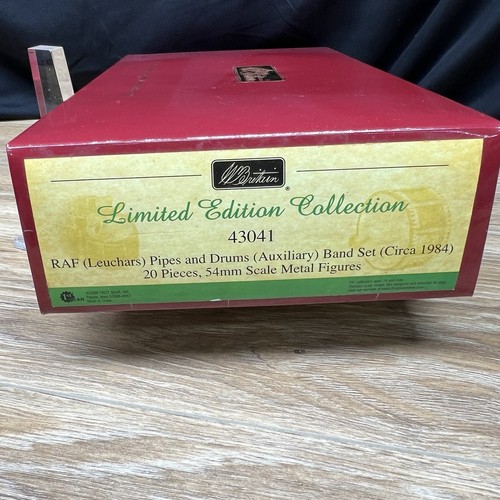 W. Britain®
Limited Edition Collection
43041
RAF (Leuchars) Pipes and Drums (Auxiliary) Band Set (Circa 1984)
20 Pieces, 54mm Scale Metal Figures